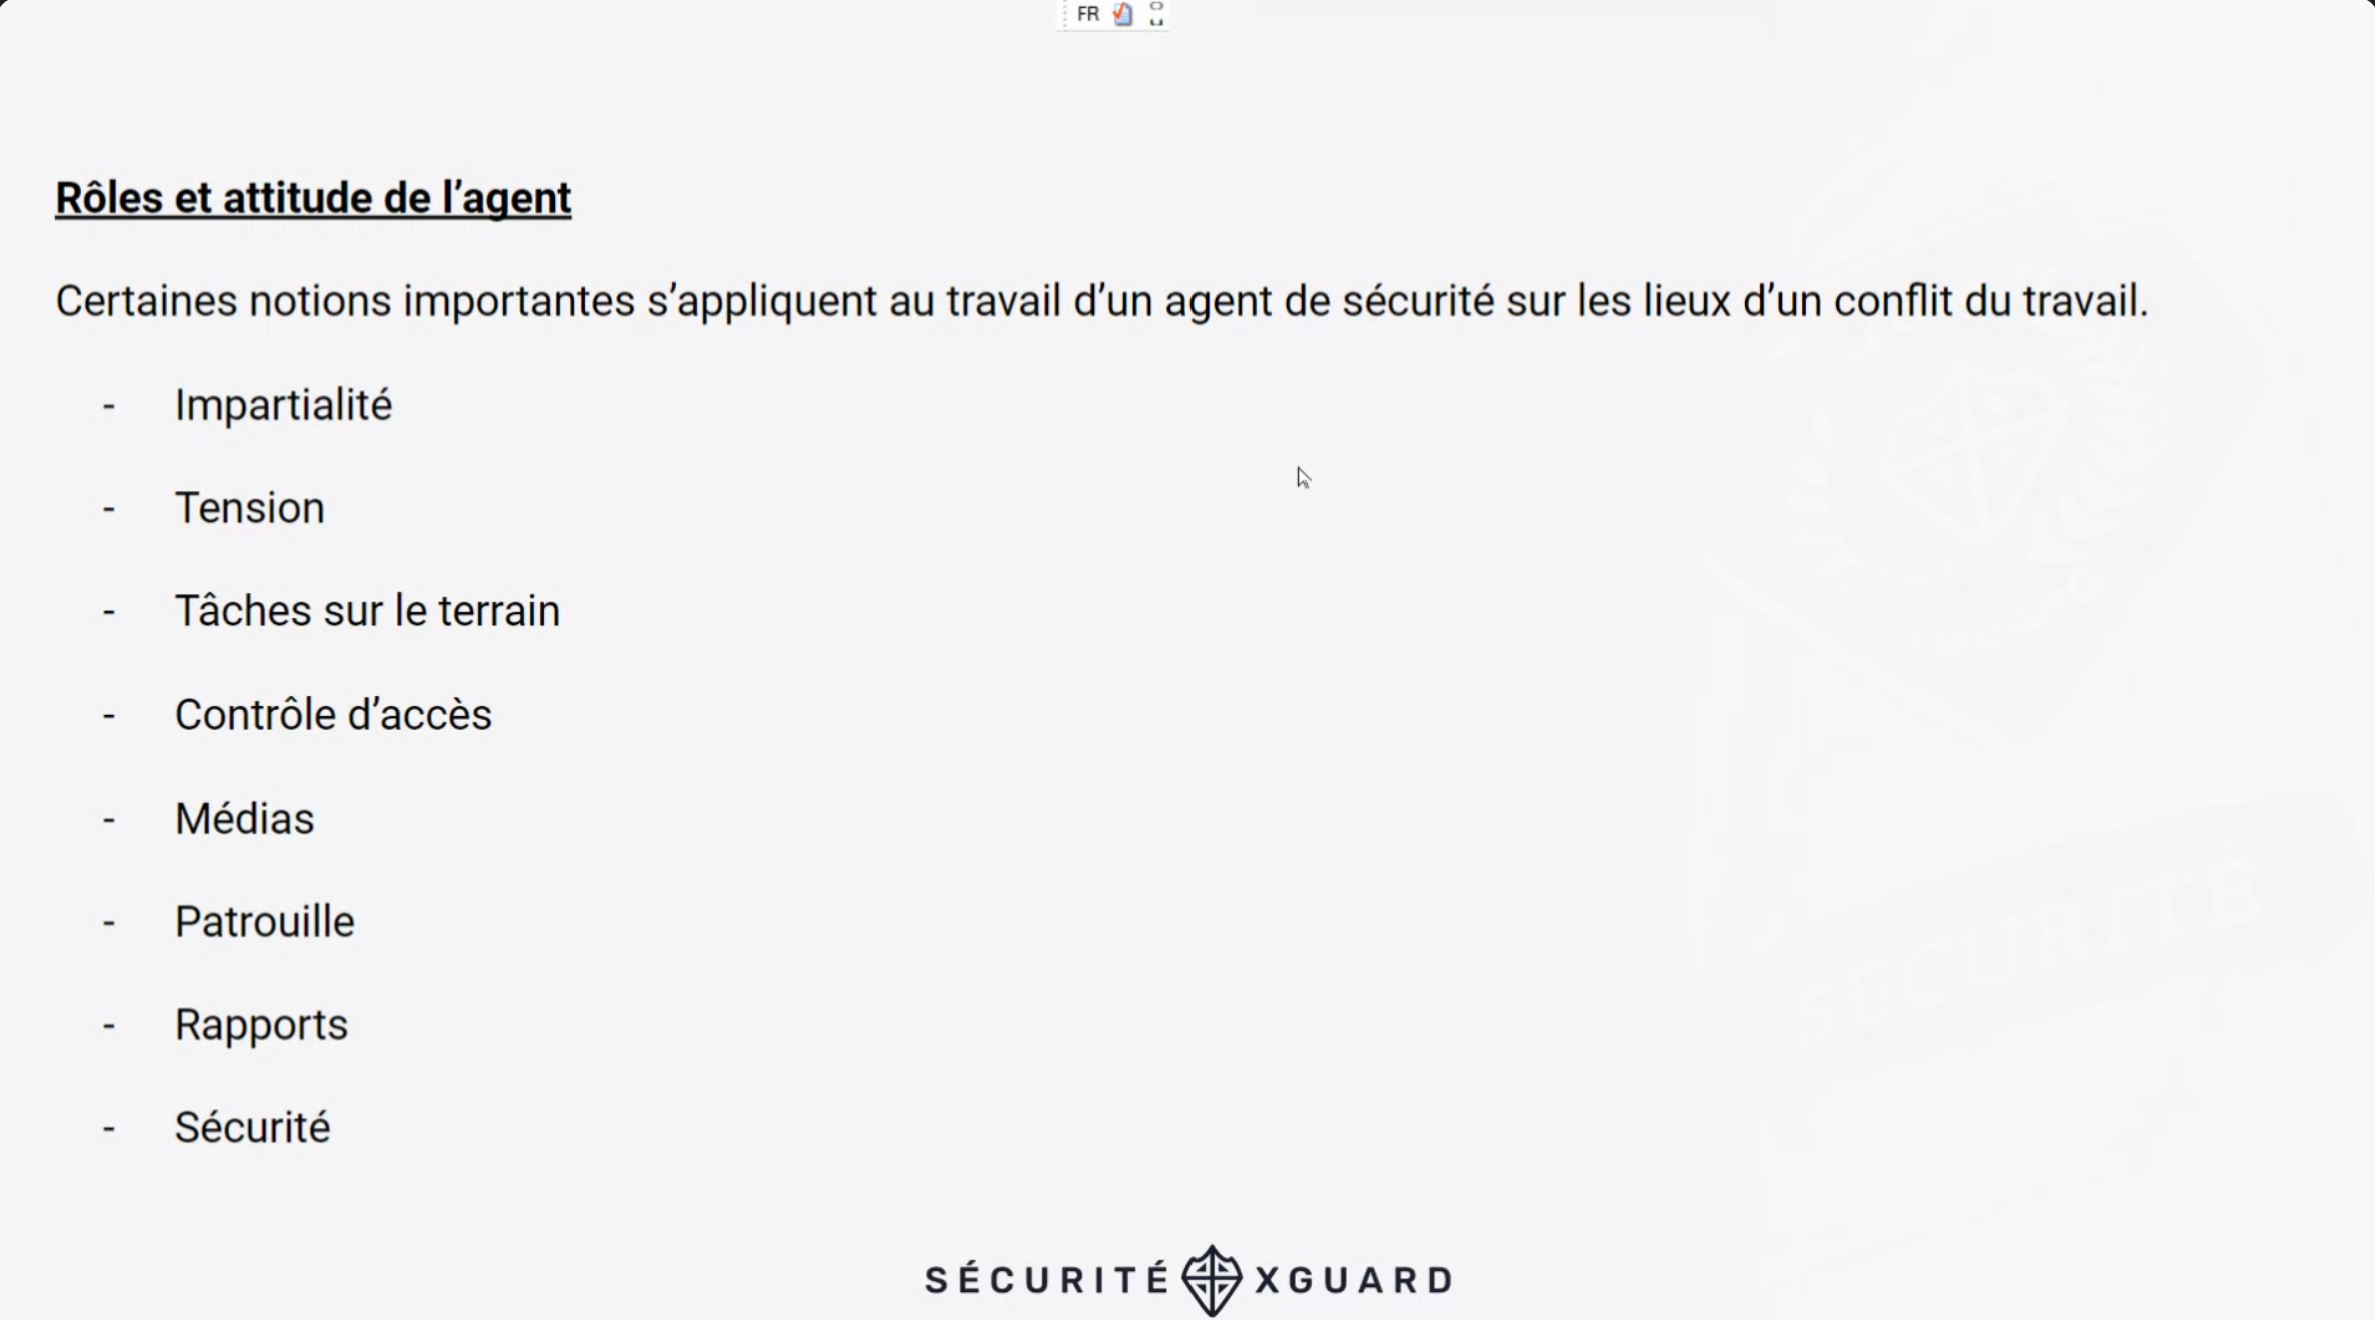 FR
Rôles et attitude de l’agent
Certaines notions importantes s’appliquent au travail d’un agent de sécurité sur les lieux d’un conflit du travail.
- Impartialité
- Tension
- Tâches sur le terrain
- Contrôle d’accès
- Médias
- Patrouille
- Rapports
- Sécurité
SÉCURITÉ
SÉCURITÉ XGUARD